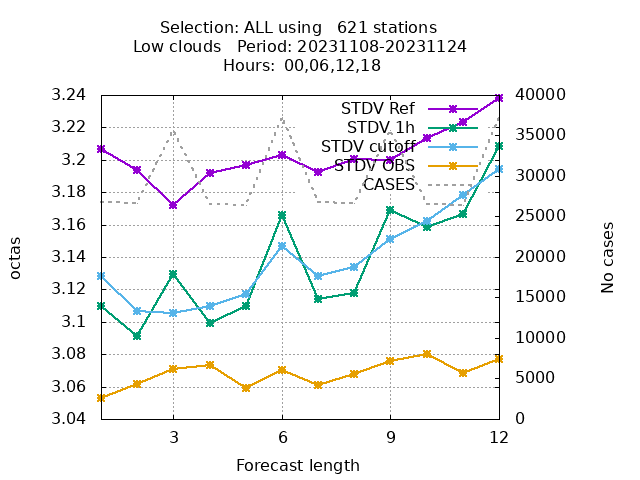 Selection: ALL using   621 stations
Low clouds   Period: 20231108-20231124
Hours:  00,06,12,18
3.24
3.22
3.2
3.18
3.16
3.14
3.12
3.1
3.08
3.06
3.04
octas
STDV Ref
STDV 1h
STDV cutoff
STDV OBS
CASES
40000
35000
30000
25000
20000
15000
10000
5000
0
No cases
3
6
9
12
Forecast length